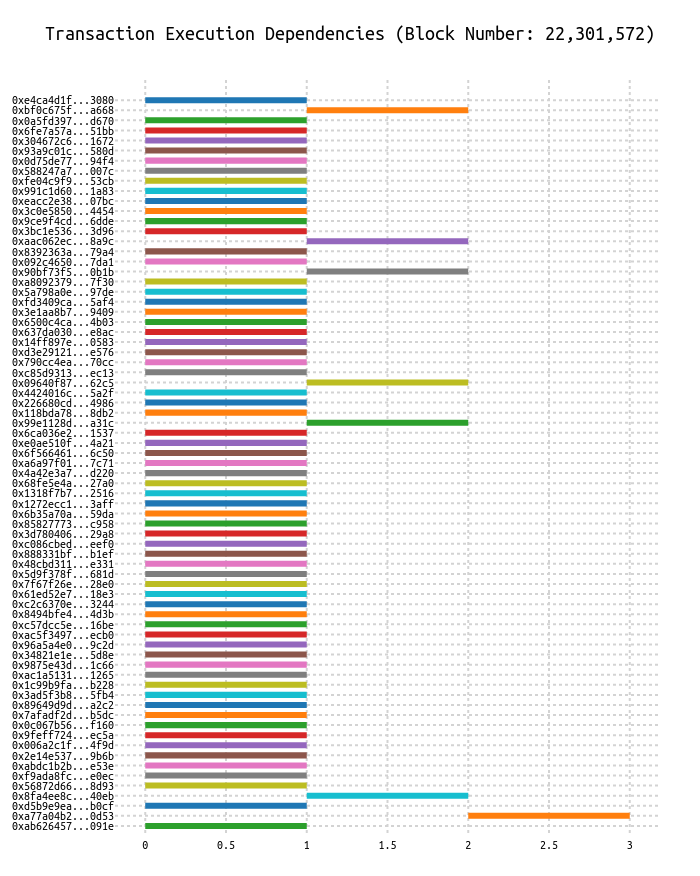 Transaction Execution Dependencies (Block Number: 22,301,572)
0xe4ca4d1f...3080
0xbf0c675f...a668
0x0a5fd397...d670
0x6fe7a57a...51bb
0x304672c6...1672
0x93a9c01c...580d
0x0d75de77...94f4
0x588247a7...007c
0xfe04c9f9...53cb
0x991c1d60...1a83
0xeacc2e38...07bc
0x3c0e5850...4454
0x9ce9f4cd...6dde
0x3bc1e536...3d96
0xaac062ec...8a9c
0x8392363a...79a4
0x092c4650...7da1
0x90bf73f5...0b1b
0xa8092379...7f30
0x5a798a0e...97de
0xfd3409ca...5af4
0x3e1aa8b7...9409
0x6500c4ca...4b03
0x637da030...e8ac
0x14ff897e...0583
0xd3e29121...e576
0x790cc4ea...70cc
0xc85d9313...ec13
0x09640f87...62c5
0x4424016c...5a2f
0x226680cd...4986
0x118bda78...8db2
0x99e1128d...a31c
0x6ca036e2...1537
0xe0ae510f...4a21
0x6f566461...6c50
0xa6a97f01...7c71
0x4a42e3a7...d220
0x68fe5e4a...27a0
0x1318f7b7...2516
0x1272ecc1...3aff
0x6b35a70a...59da
0x85827773...c958
0x3d780406...29a8
0xc086cbed...eef0
0x888331bf...b1ef
0x48cbd311...e331
0x5d9f378f...681d
0x7f67f26e...28e0
0x61ed52e7...18e3
0xc2c6370e...3244
0x8494bfe4...4d3b
0xc57dcc5e...16be
0xac5f3497...ecb0
0x96a5a4e0...9c2d
0x34821e1e...5d8e
0x9875e43d...1c66
0xac1a5131...1265
0x1c99b9fa...b228
0x3ad5f3b8...5fb4
0x89649d9d...a2c2
0x7afadf2d...b5dc
0x0c067b56...f160
0x9feff724...ec5a
0x006a2c1f...4f9d
0x2e14e537...9b6b
0xabdc1b2b...e53e
0xf9ada8fc...e0ec
0x56872d66...8d93
0x8fa4ee8c...40eb
0xd5b9e9ea...b0cf
0xa77a04b2...0d53
0xab626457...091e
0 0.5 1 1.5 2 2.5 3